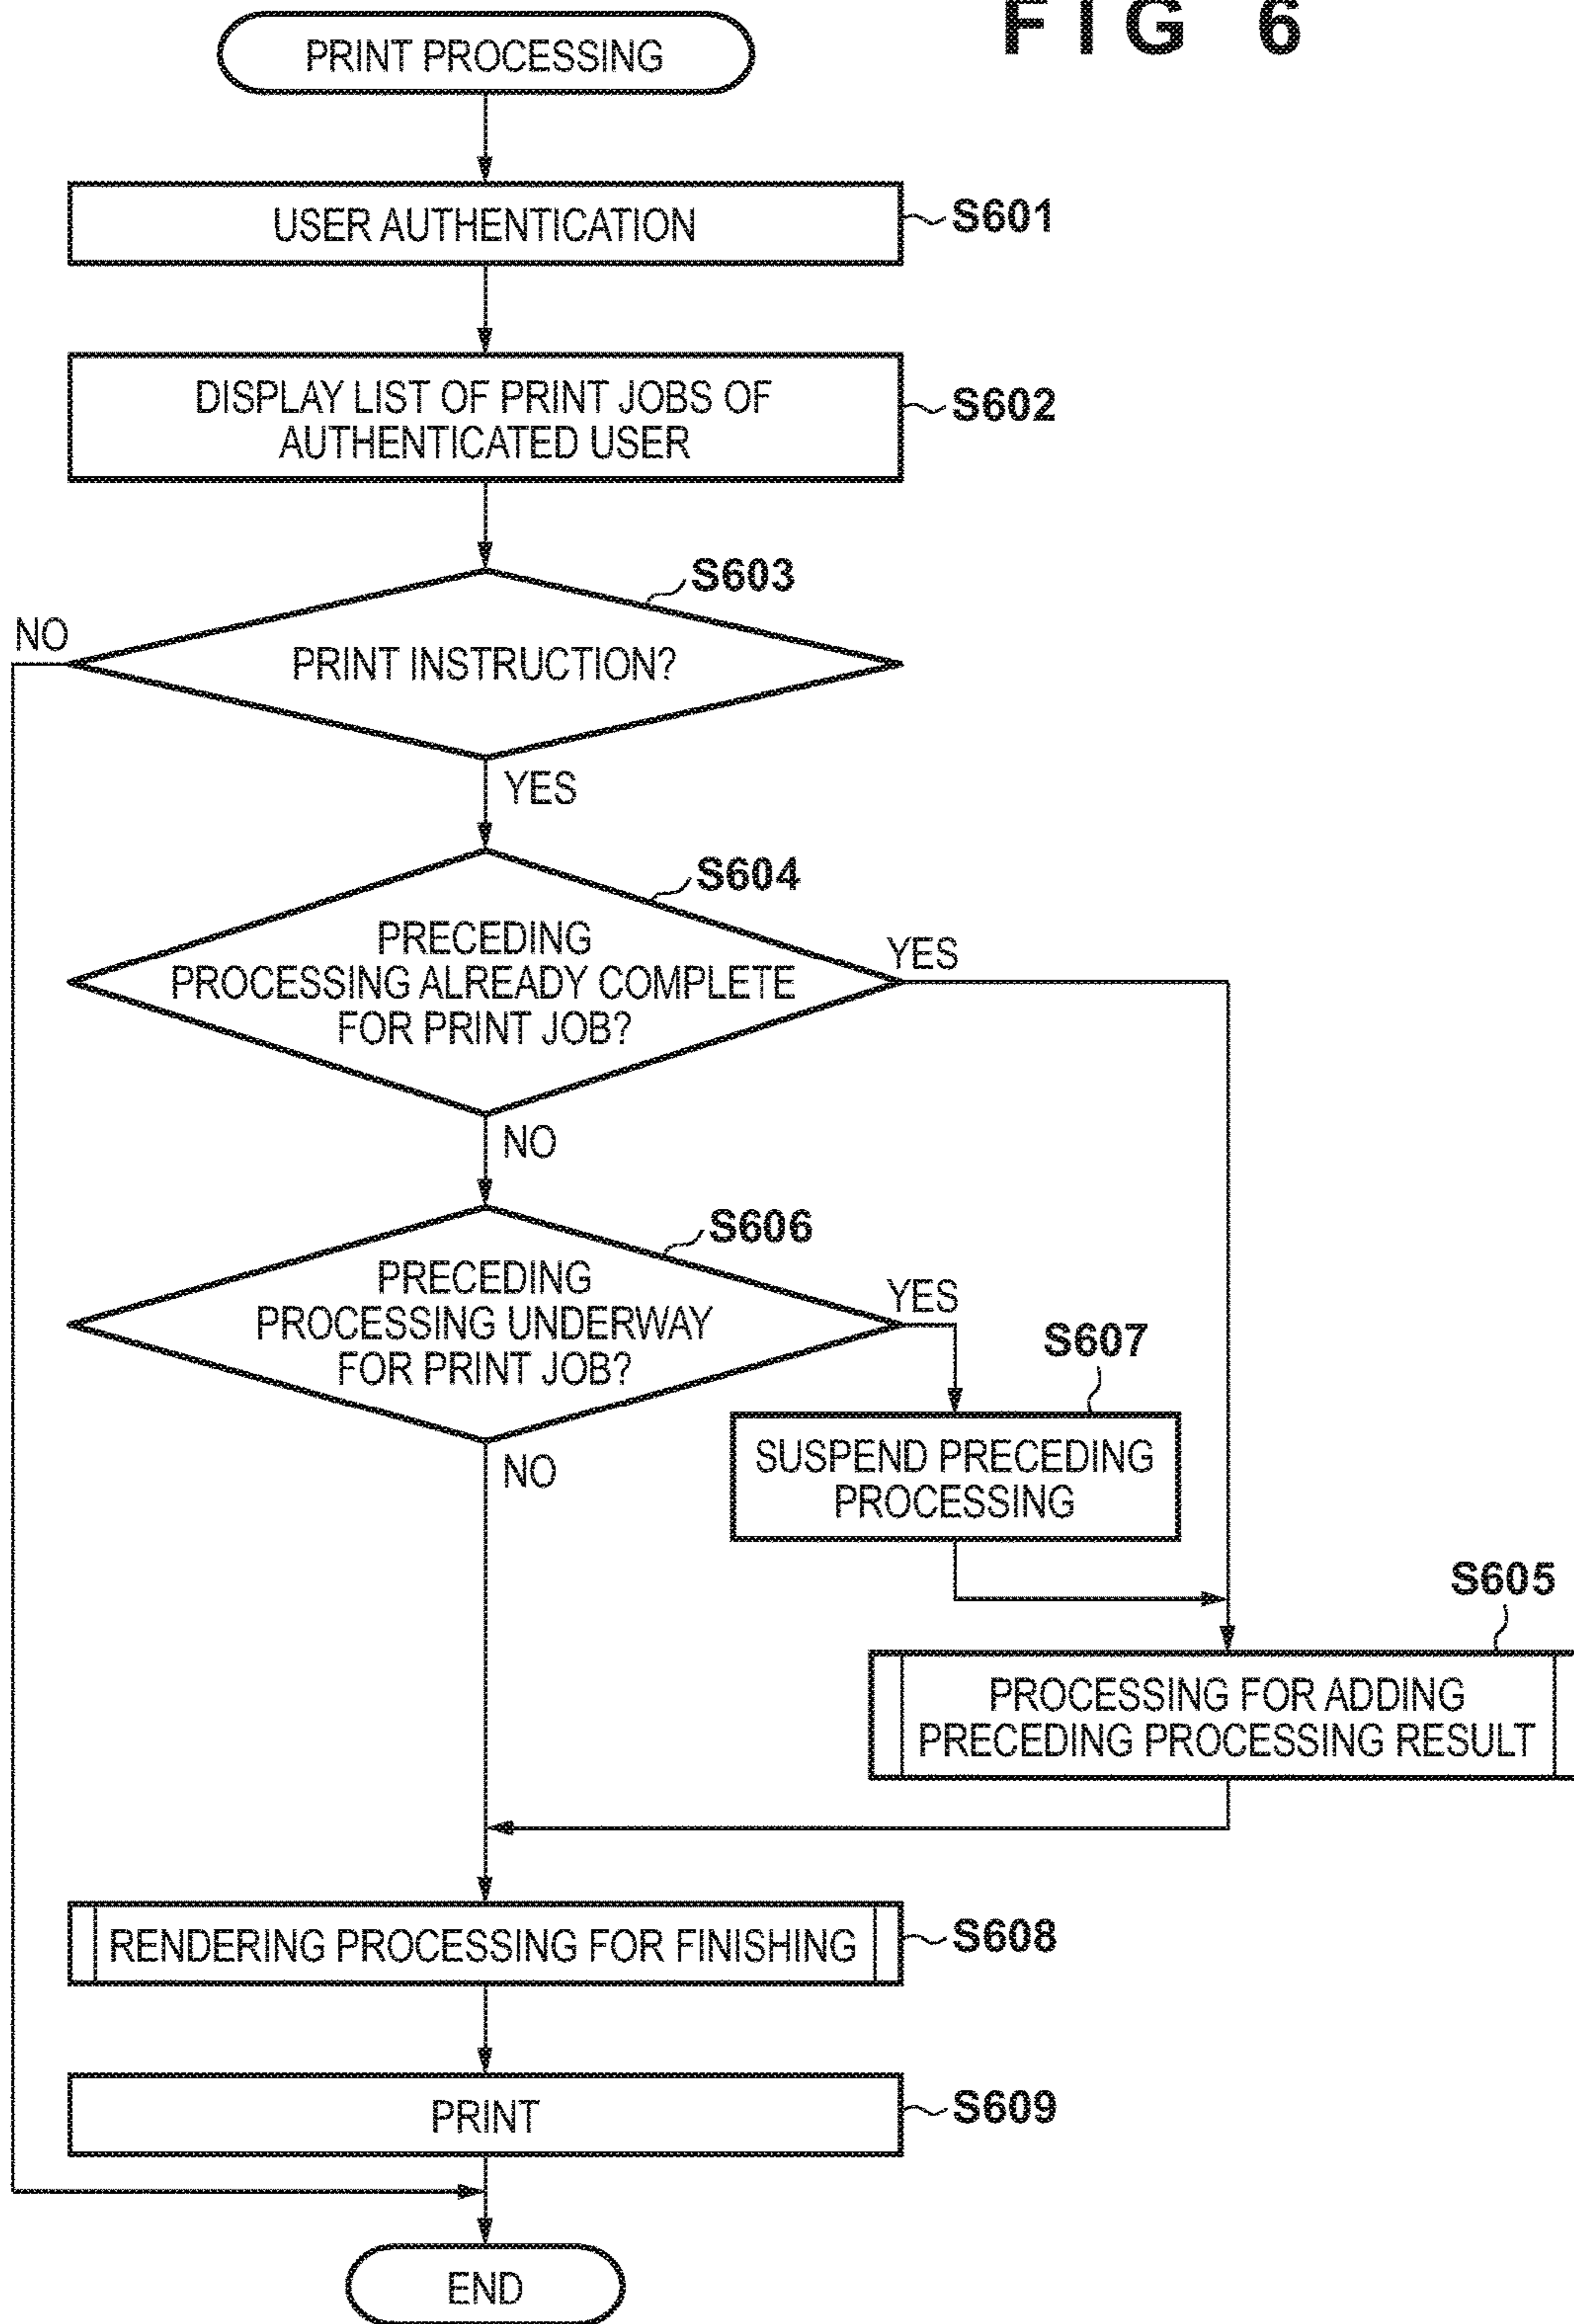 FIG 6
PRINT PROCESSING
USER AUTHENTICATION
S601
DISPLAY LIST OF PRINT JOBS OF
AUTHENTICATED USER
S602
S603
NO
PRINT INSTRUCTION?
YES
S604
PRECEDING
PROCESSING ALREADY COMPLETE
FOR PRINT JOB?
YES
NO
S606
PRECEDING
PROCESSING UNDERWAY
FOR PRINT JOB?
YES
S607
SUSPEND PRECEDING
PROCESSING
NO
S605
PROCESSING FOR ADDING
PRECEDING PROCESSING RESULT
RENDERING PROCESSING FOR FINISHING
S608
PRINT
S609
END